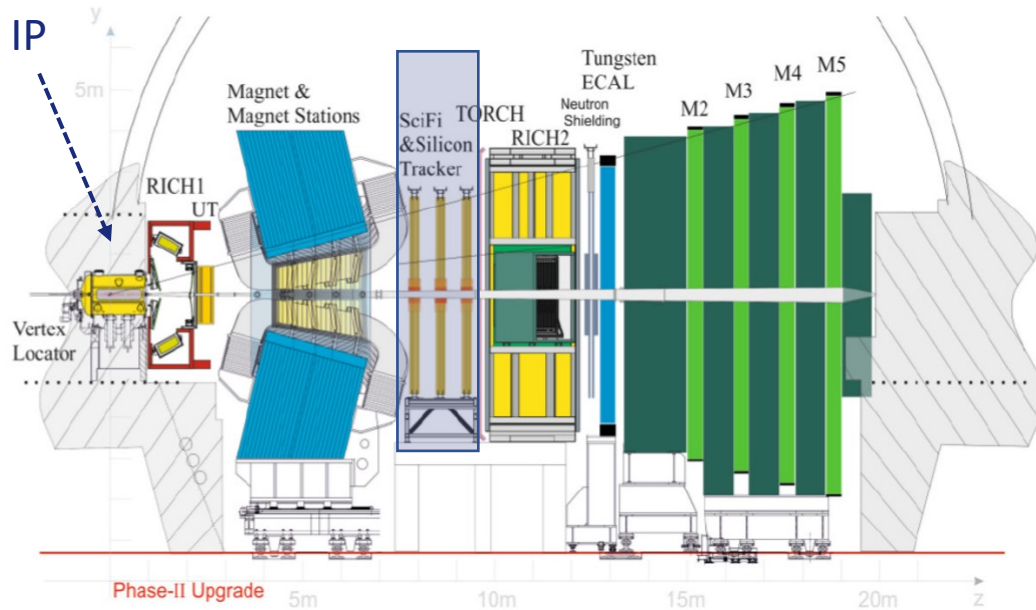 IP
y
5m
Magnet &
Magnet Stations
RICH1
UT
Vertex
Locator
SciFi
&Silicon
Tracker
TORCH
RICH2
Tungsten
ECAL
Neutron
Shielding
M2
M3
M4
M5
Phase-II Upgrade
5m
10m
15m
20m
z